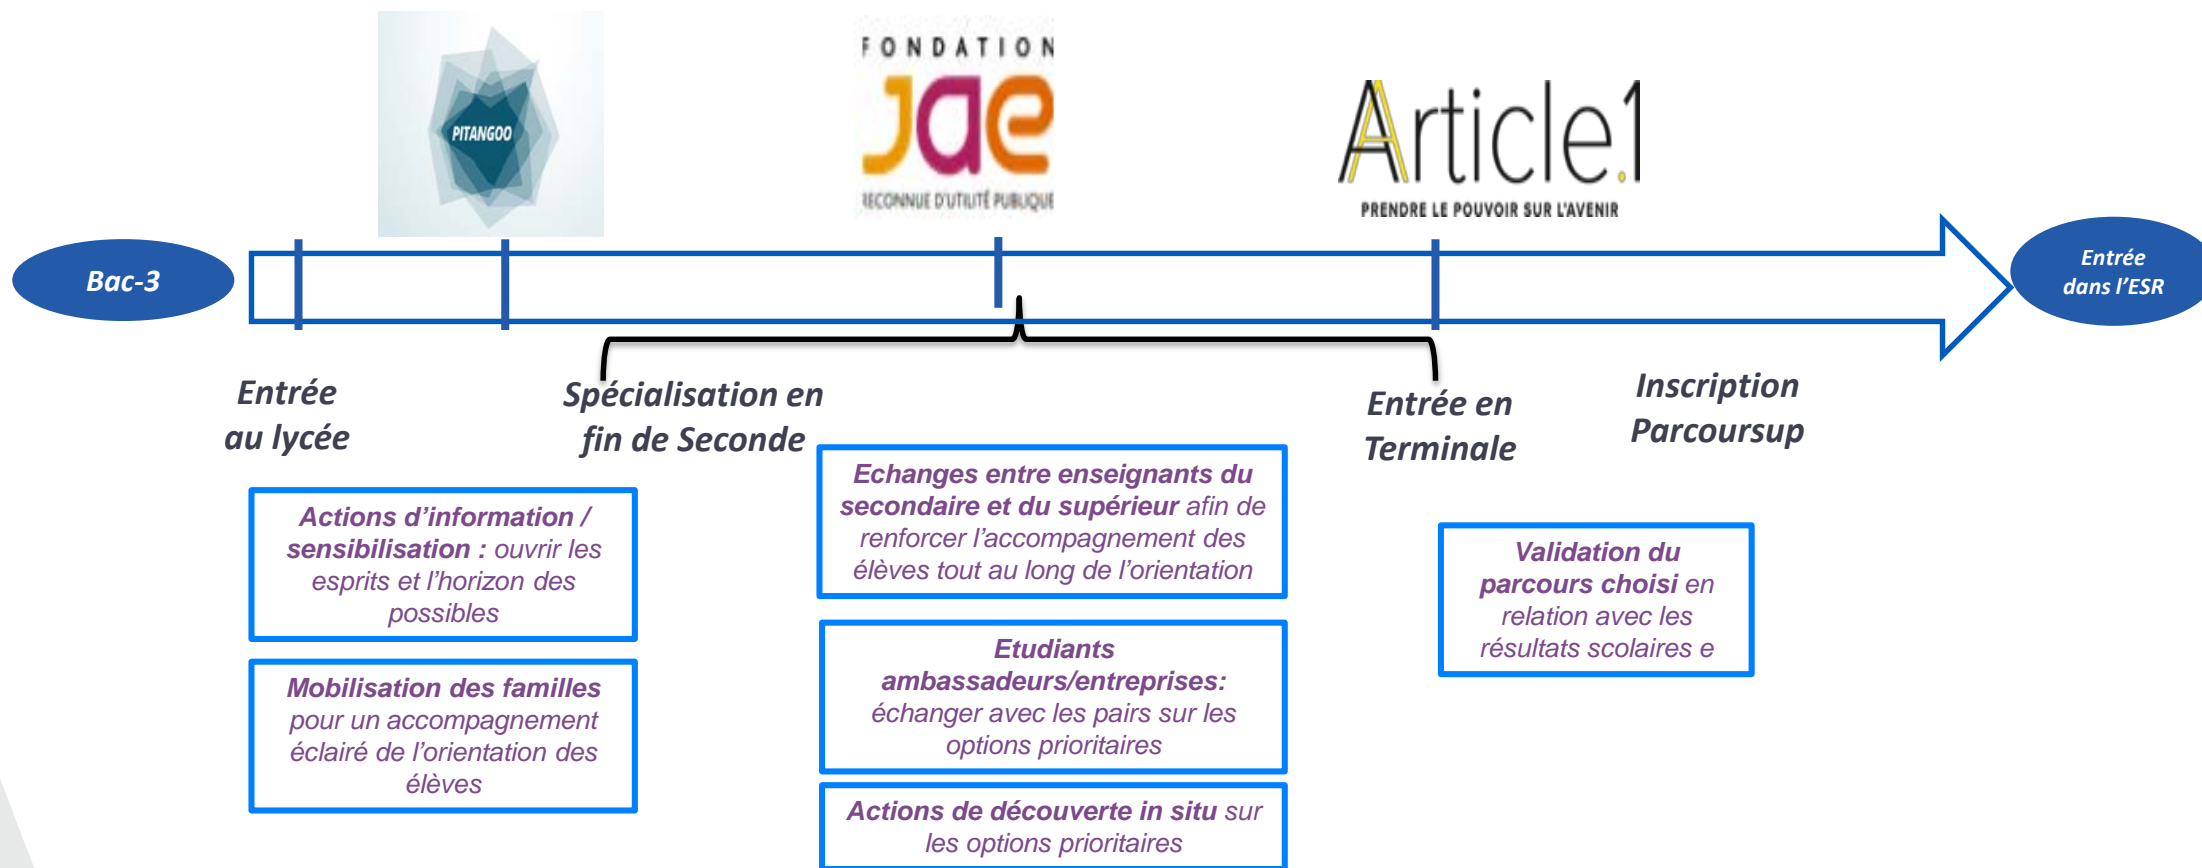 PITANGOO
FONDATION
Jae
RECONNUE D'UTILITÉ PUBLIQUE
Article.1
PRENDRE LE POUVOIR SUR L'AVENIR
Bac-3
Entrée
dans l'ESR
Entrée
au lycée
Spécialisation en
fin de Seconde
Entrée en
Terminale
Inscription
Parcoursup
Actions d'information /
sensibilisation : ouvrir les
esprits et l'horizon des
possibles
Mobilisation des familles
pour un accompagnement
éclairé de l'orientation des
élèves
Echanges entre enseignants du
secondaire et du supérieur afin de
renforcer l'accompagnement des
élèves tout au long de l'orientation
Etudiants
ambassadeurs/entreprises:
échanger avec les pairs sur les
options prioritaires
Actions de découverte in situ sur
les options prioritaires
Validation du
parcours choisi en
relation avec les
résultats scolaires e